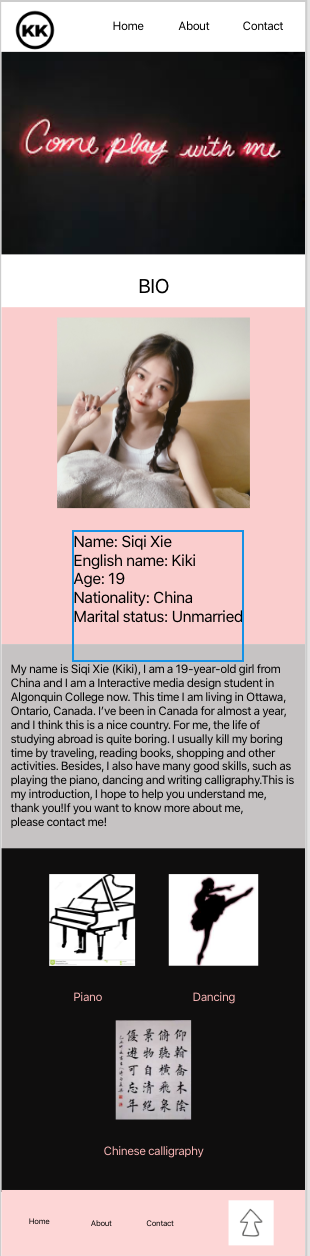 KK
Home About Contact
Come play with me
BIO
Name: Siqi Xie
English name: Kiki
Age: 19
Nationality: China
Marital status: Unmarried
My name is Siqi Xie (Kiki), I am a 19-year-old girl from
China and I am a Interactive media design student in
Algonquin College now. This time I am living in Ottawa,
Ontario, Canada. I’ve been in Canada for almost a year,
and I think this is a nice country. For me, the life of
studying abroad is quite boring. I usually kill my boring
time by traveling, reading books, shopping and other
activities. Besides, I also have many good skills, such as
playing the piano, dancing and writing calligraphy.This is
my introduction, I hope to help you understand me,
thank you!If you want to know more about me,
please contact me!
Piano Dancing
仰喬木陰
俯聽橫飛
景物自清絕
優遊可忘年
Chinese calligraphy
Home About Contact